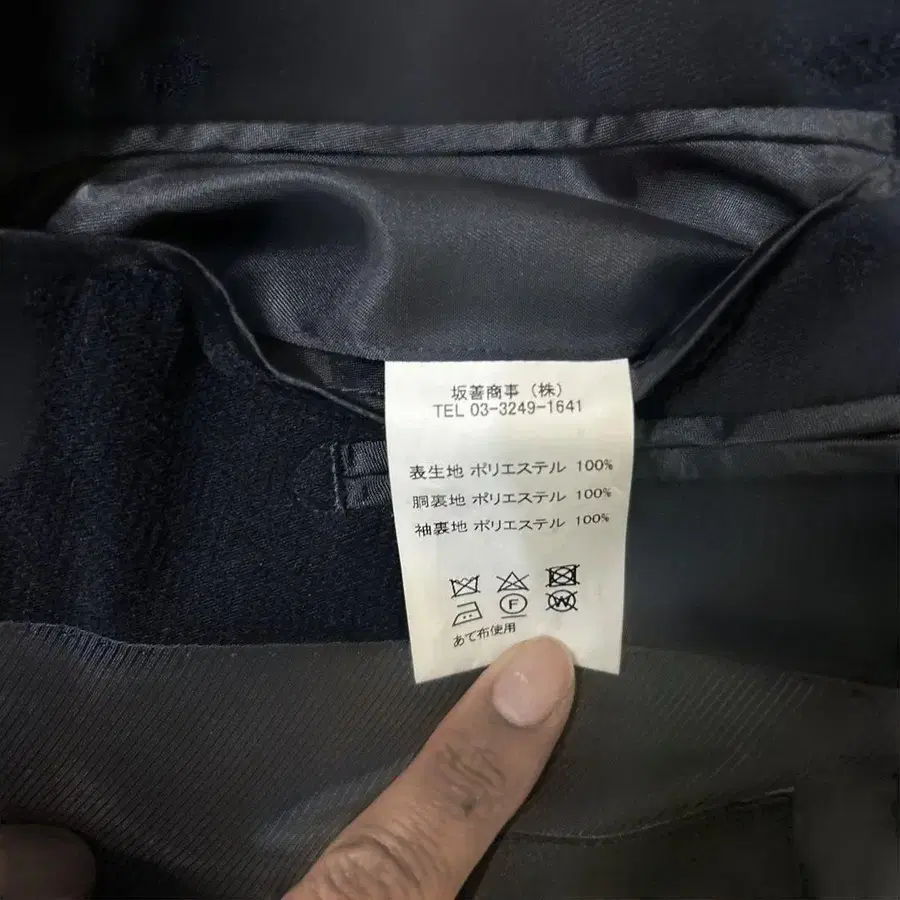 坂善商事（株）
TEL 03-3249-1641
表生地 ポリエステル 100%
胴裏地 ポリエステル 100%
袖裏地 ポリエステル 100%
F W
あて布使用